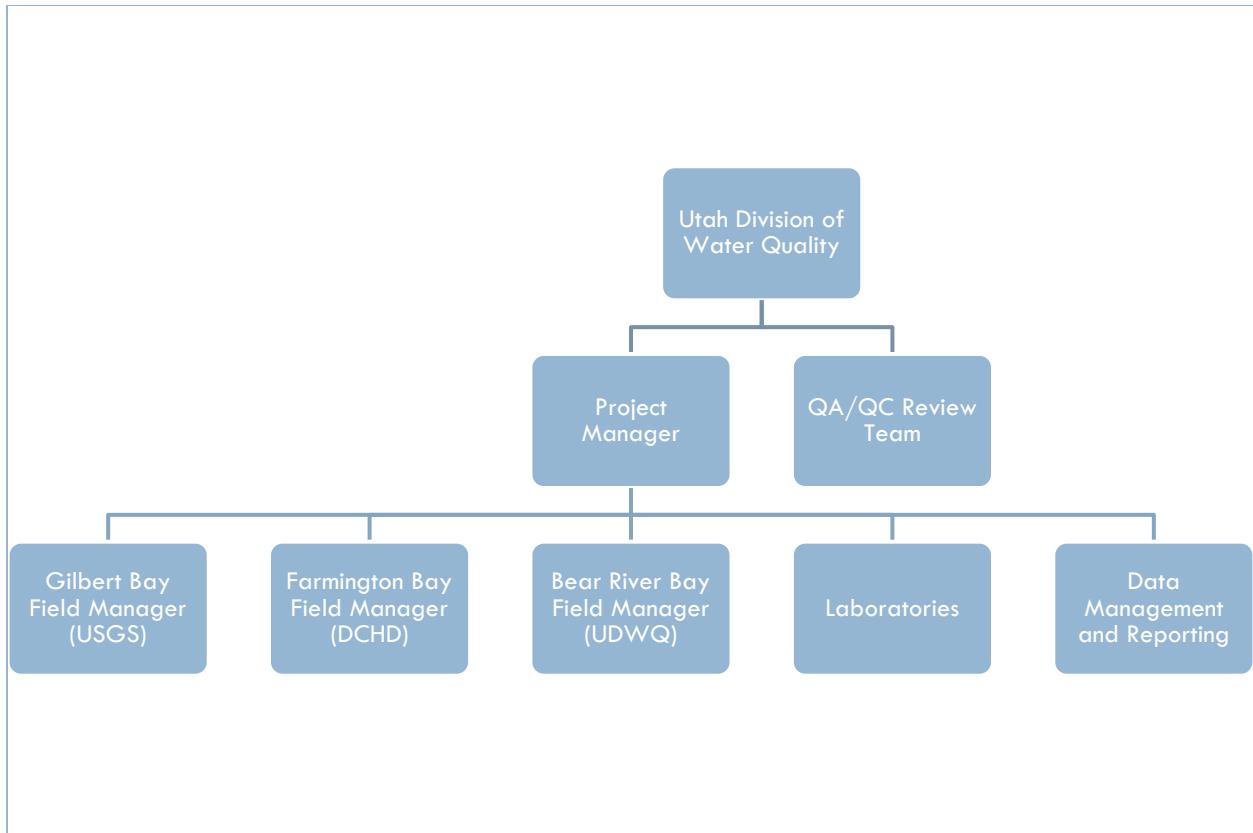 Utah Division of
Water Quality
Project
Manager
QA/QC Review
Team
Gilbert Bay
Field Manager
(USGS)
Farmington Bay
Field Manager
(DCHD)
Bear River Bay
Field Manager
(UDWQ)
Laboratories
Data
Management
and Reporting